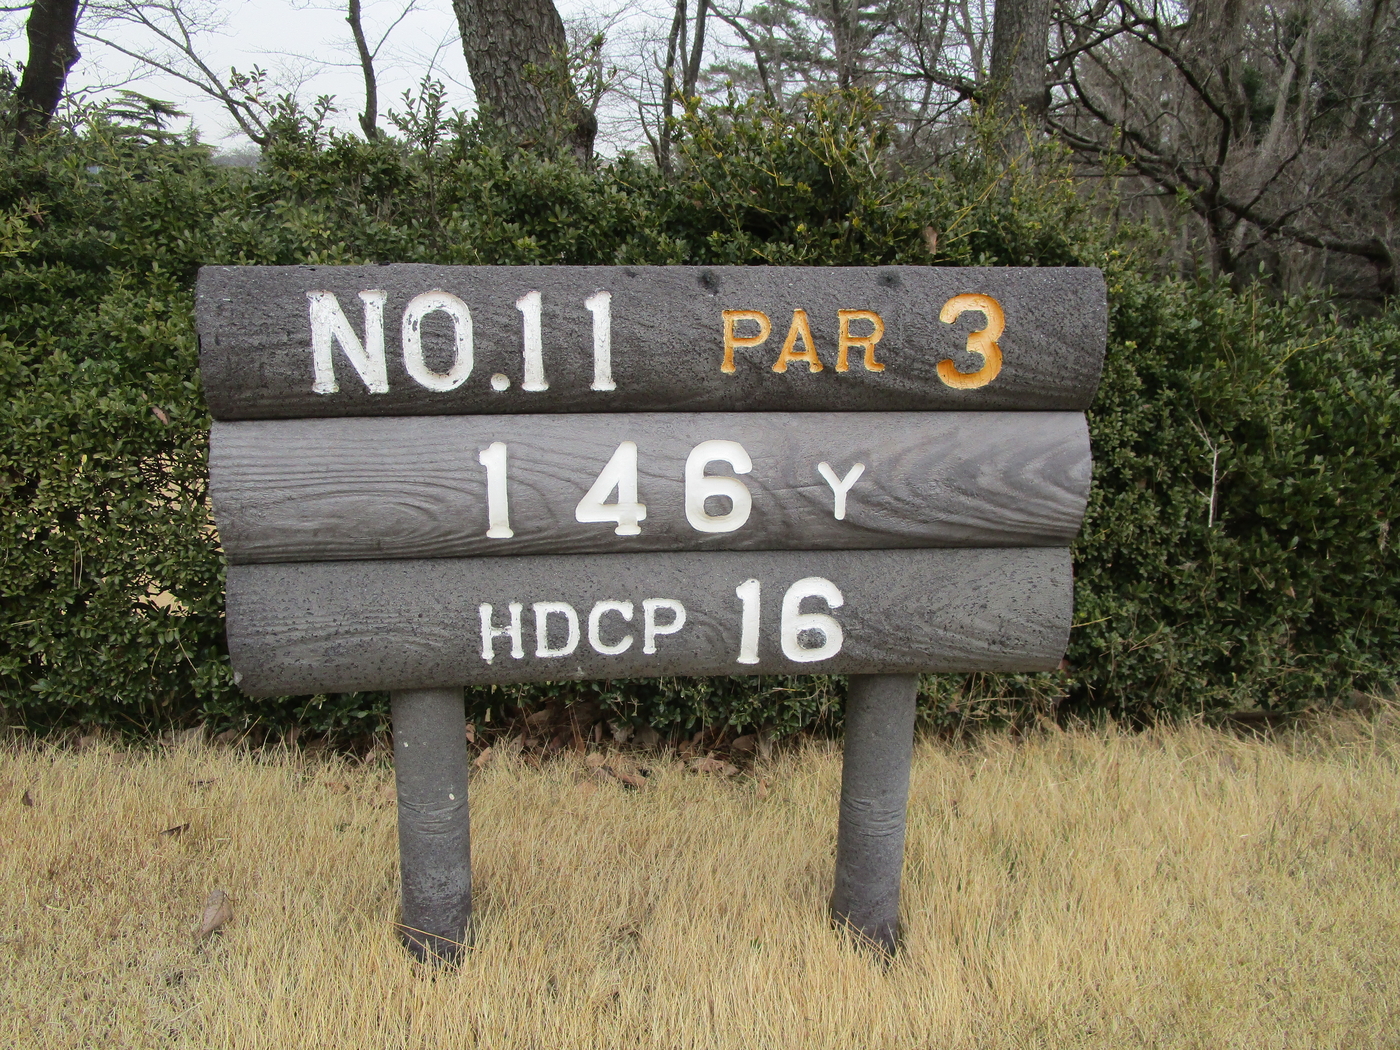 NO.11 PAR 3
146 Y
HDCP 16